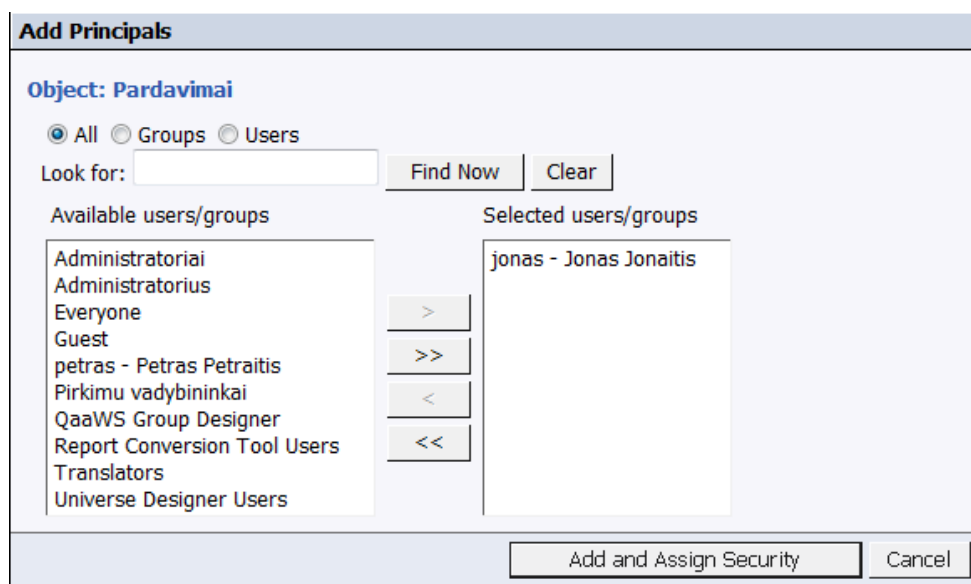 Add Principals
Object: Pardavimai
All Groups Users
Look for: Find Now Clear
Available users/groups Selected users/groups
Administratoriai jonas - Jonas Jonaitis
Administratorius
Everyone
>
Guest
>>
petras - Petras Petraitis
Pirkimu vadybininkai
<
QaaWS Group Designer
<<
Report Conversion Tool Users
Translators
Universe Designer Users
Add and Assign Security Cancel